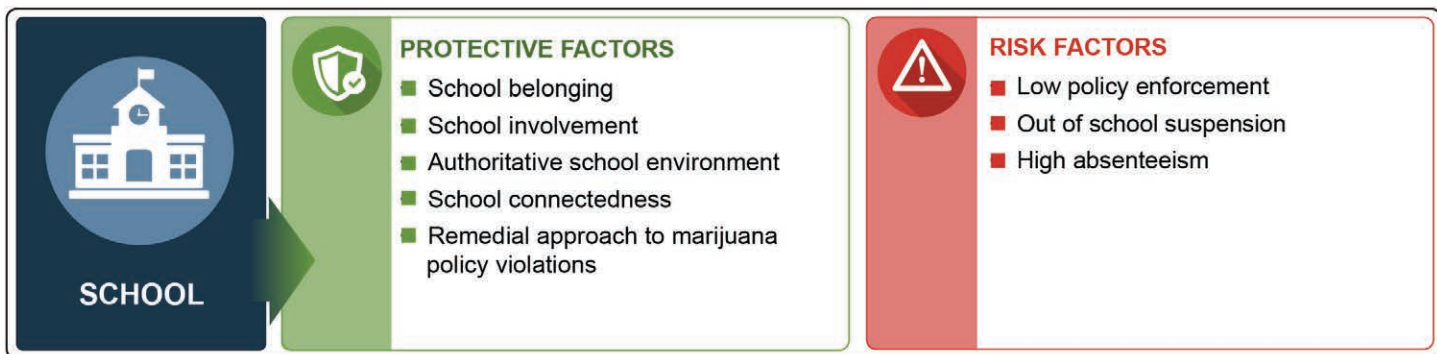 SCHOOL
PROTECTIVE FACTORS
School belonging
School involvement
Authoritative school environment
School connectedness
Remedial approach to marijuana
policy violations
RISK FACTORS
Low policy enforcement
Out of school suspension
High absenteeism